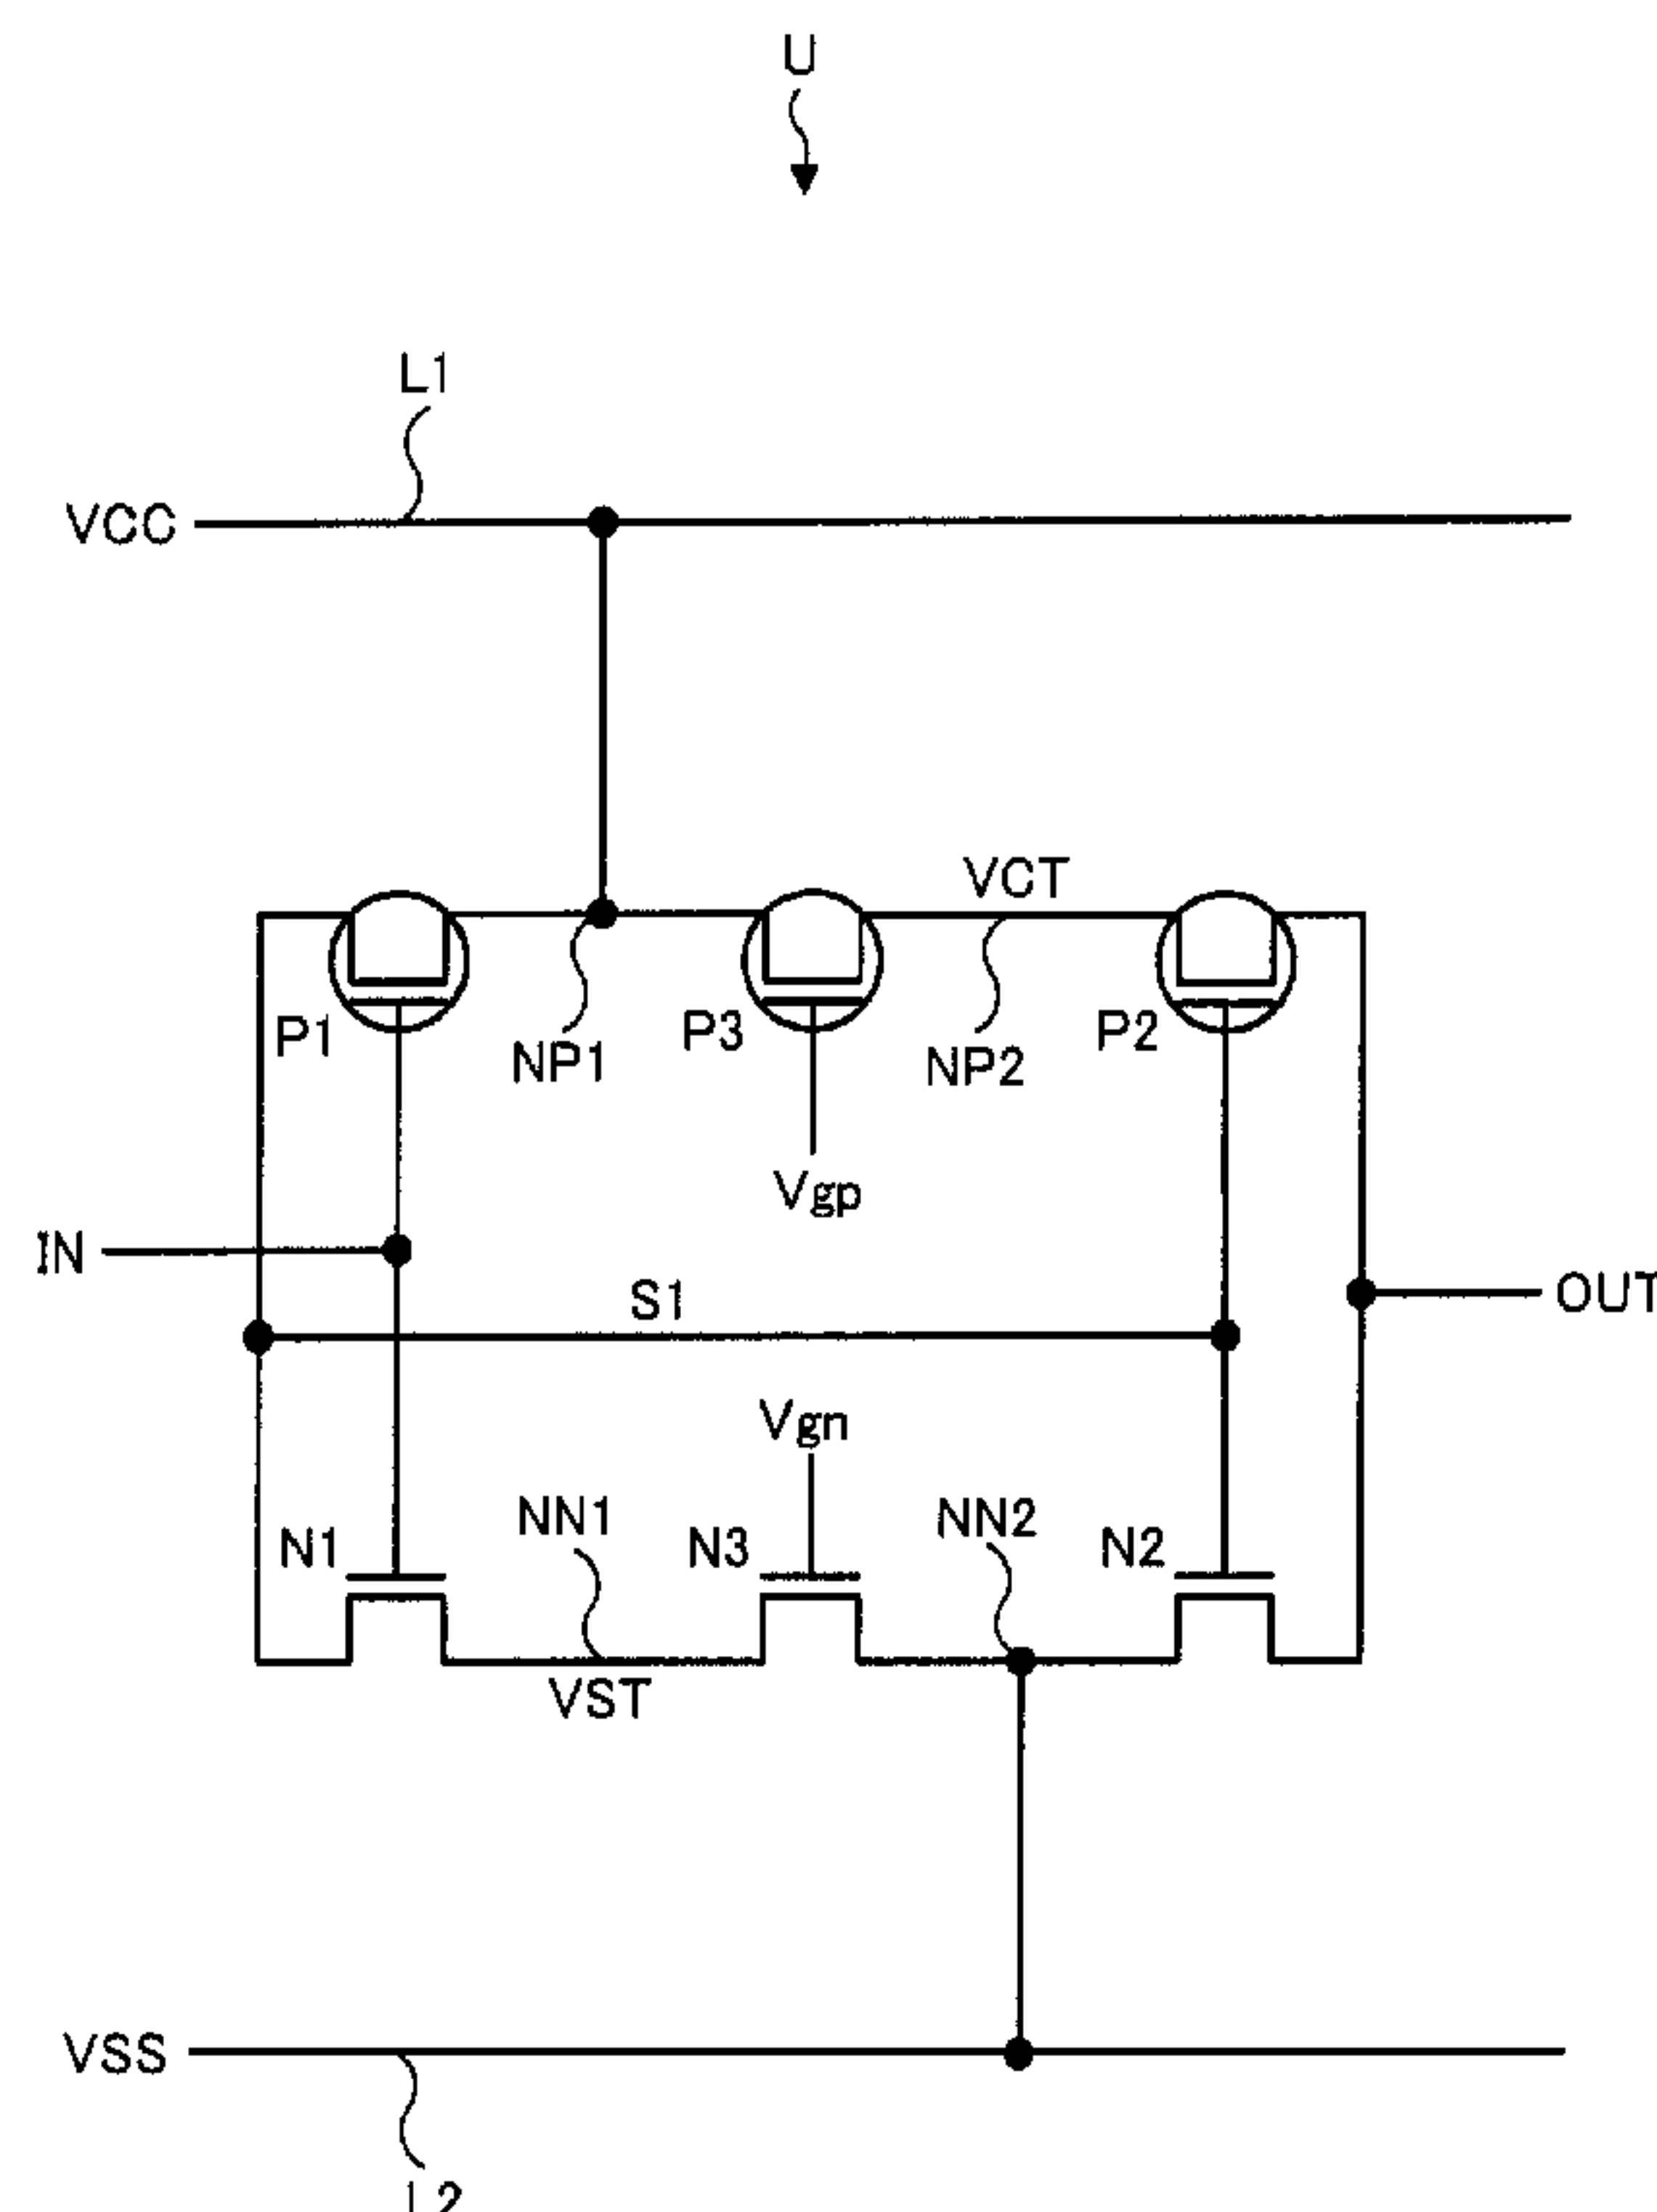 U
L1
VCC
VCT
P1
NP1
P3
NP2
P2
Vgp
IN
S1
OUT
Vgn
N1
NN1
N3
NN2
N2
VST
VSS
L2